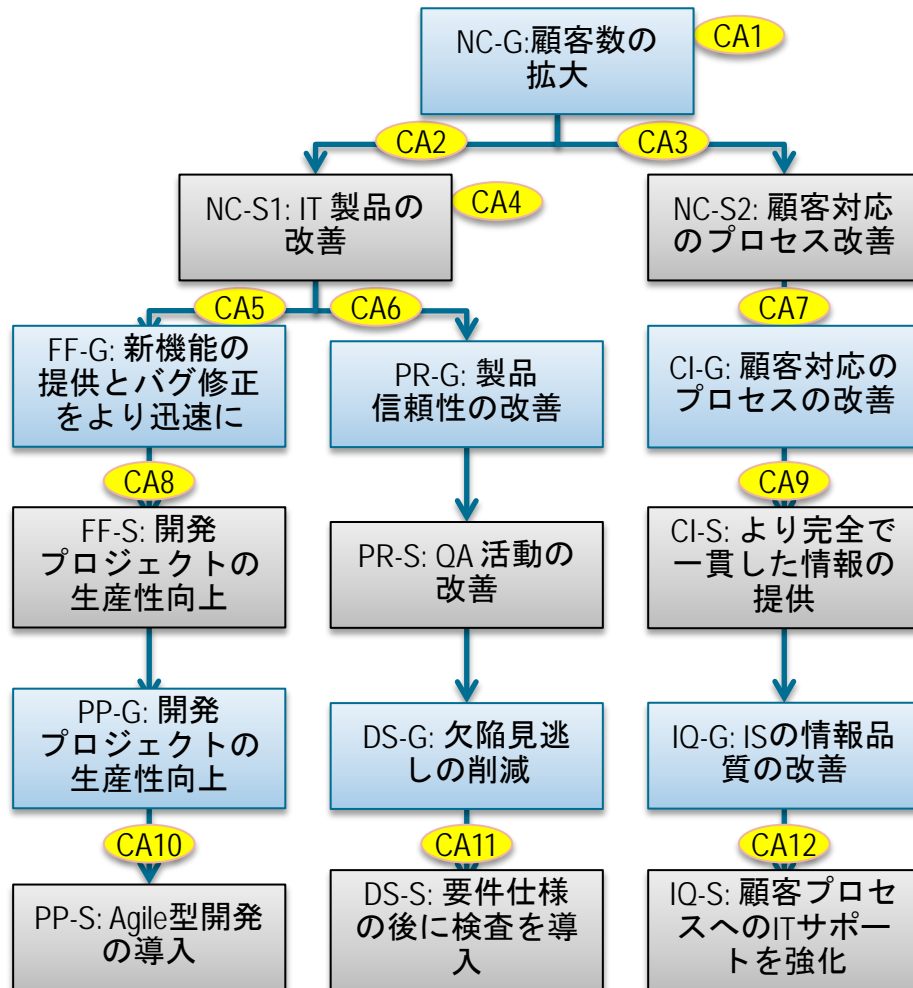 NC-G:顧客数の
拡大
CA1
CA2
CA3
NC-S1: IT 製品の
改善
CA4
NC-S2: 顧客対応
のプロセス改善
CA5
CA6
CA7
FF-G: 新機能の
提供とバグ修正
をより迅速に
PR-G: 製品
信頼性の改善
CI-G: 顧客対応の
プロセスの改善
CA8
CA9
FF-S: 開発
プロジェクトの
生産性向上
PR-S: QA 活動の
改善
CI-S: より完全で
一貫した情報の
提供
PP-G: 開発
プロジェクトの
生産性向上
DS-G: 欠陥見逃
しの削減
IQ-G: ISの情報品
質の改善
CA10
CA11
CA12
PP-S: Agile型開発
の導入
DS-S: 要件仕様
の後に検査を導
入
IQ-S: 顧客プロセ
スへのITサポー
トを強化